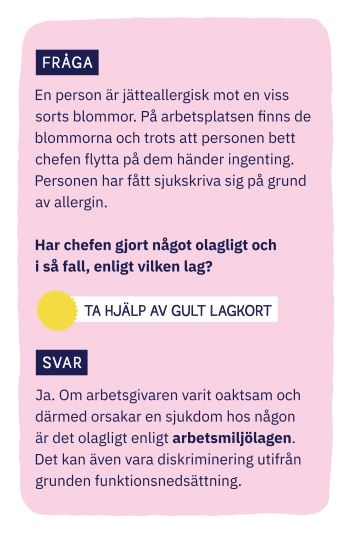 FRÅGA
En person är jätteallergisk mot en viss
sorts blommor. På arbetsplatsen finns de
blommorna och trots att personen bett
chefen flytta på dem händer ingenting.
Personen har fått sjukskriva sig på grund
av allergin.
Har chefen gjort något olagligt och
i så fall, enligt vilken lag?
TA HJÄLP AV GULT LAGKORT
SVAR
Ja. Om arbetsgivaren varit oaktsam och
därmed orsakar en sjukdom hos någon
är det olagligt enligt arbetsmiljölagen.
Det kan även vara diskriminering utifrån
grunden funktionsnedsättning.